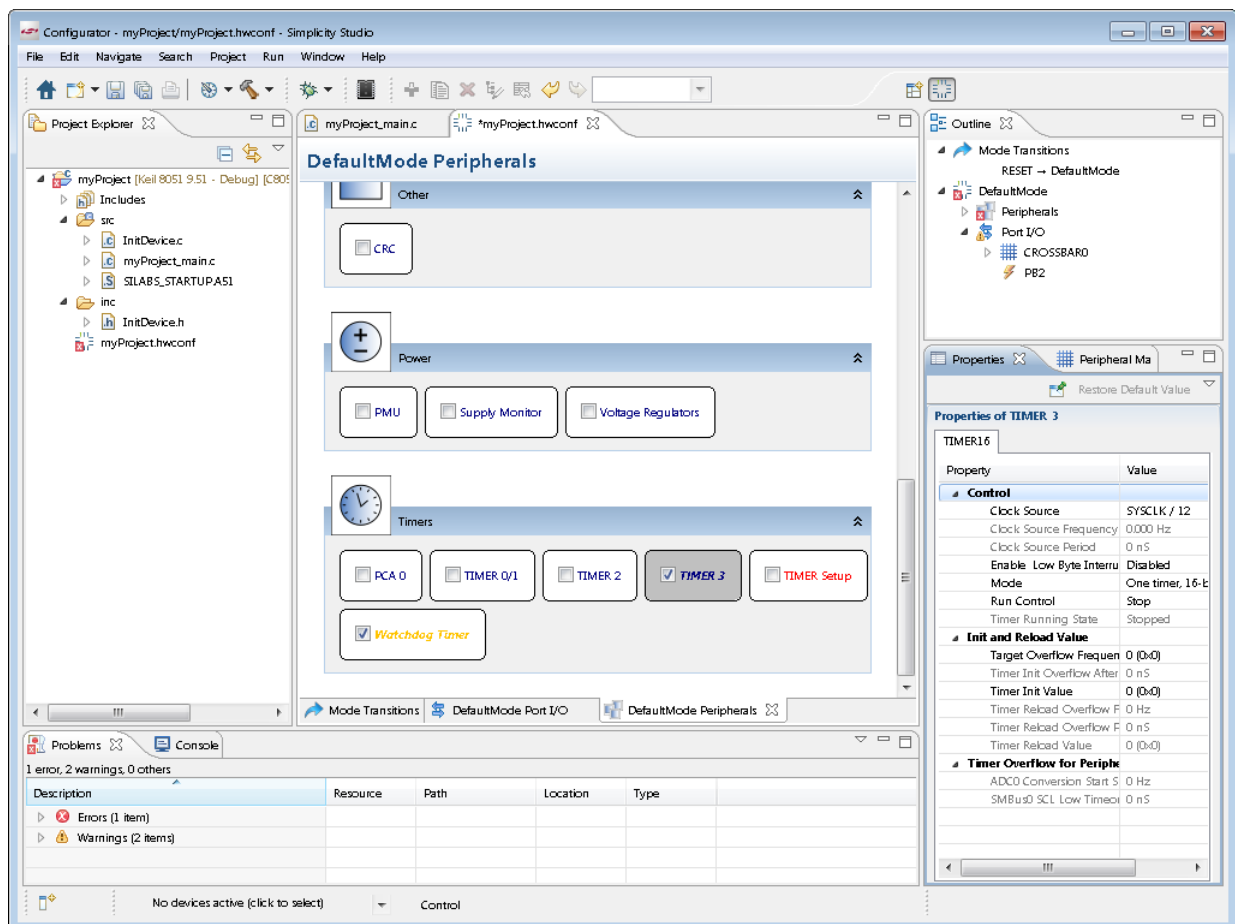 Configurator - myProject/myProject.hwconf - Simplicity Studio
File Edit Navigate Search Project Run Window Help
Project Explorer
myProject [Keil 8051 9.51 - Debug] [C805
Includes
src
InitDevice.c
myProject_main.c
SILABS_STARTUP.A51
inc
InitDevice.h
myProject.hwconf
myProject_main.c *myProject.hwconf
DefaultMode Peripherals
Other
CRC
Power
PMU Supply Monitor Voltage Regulators
Timers
PCA 0 TIMER 0/1 TIMER 2 TIMER 3 TIMER Setup
Watchdog Timer
Mode Transitions DefaultMode Port I/O DefaultMode Peripherals
Outline
Mode Transitions
RESET → DefaultMode
DefaultMode
Peripherals
Port I/O
CROSSBAR0
PB2
Properties Peripheral Ma
Restore Default Value
Properties of TIMER 3
TIMER16
Property Value
Control
Clock Source SYSCLK / 12
Clock Source Frequency 0.000 Hz
Clock Source Period 0 nS
Enable Low Byte Interru Disabled
Mode One timer, 16-b
Run Control Stop
Timer Running State Stopped
Init and Reload Value
Target Overflow Frequen 0 (0x0)
Timer Init Overflow After 0 nS
Timer Init Value 0 (0x0)
Timer Reload Overflow F 0 Hz
Timer Reload Overflow P 0 nS
Timer Reload Value 0 (0x0)
Timer Overflow for Periphe
ADC0 Conversion Start S 0 Hz
SMBus0 SCL Low Timeou 0 nS
Problems Console
1 error, 2 warnings, 0 others
Description Resource Path Location Type
Errors (1 item)
Warnings (2 items)
No devices active (click to select) Control